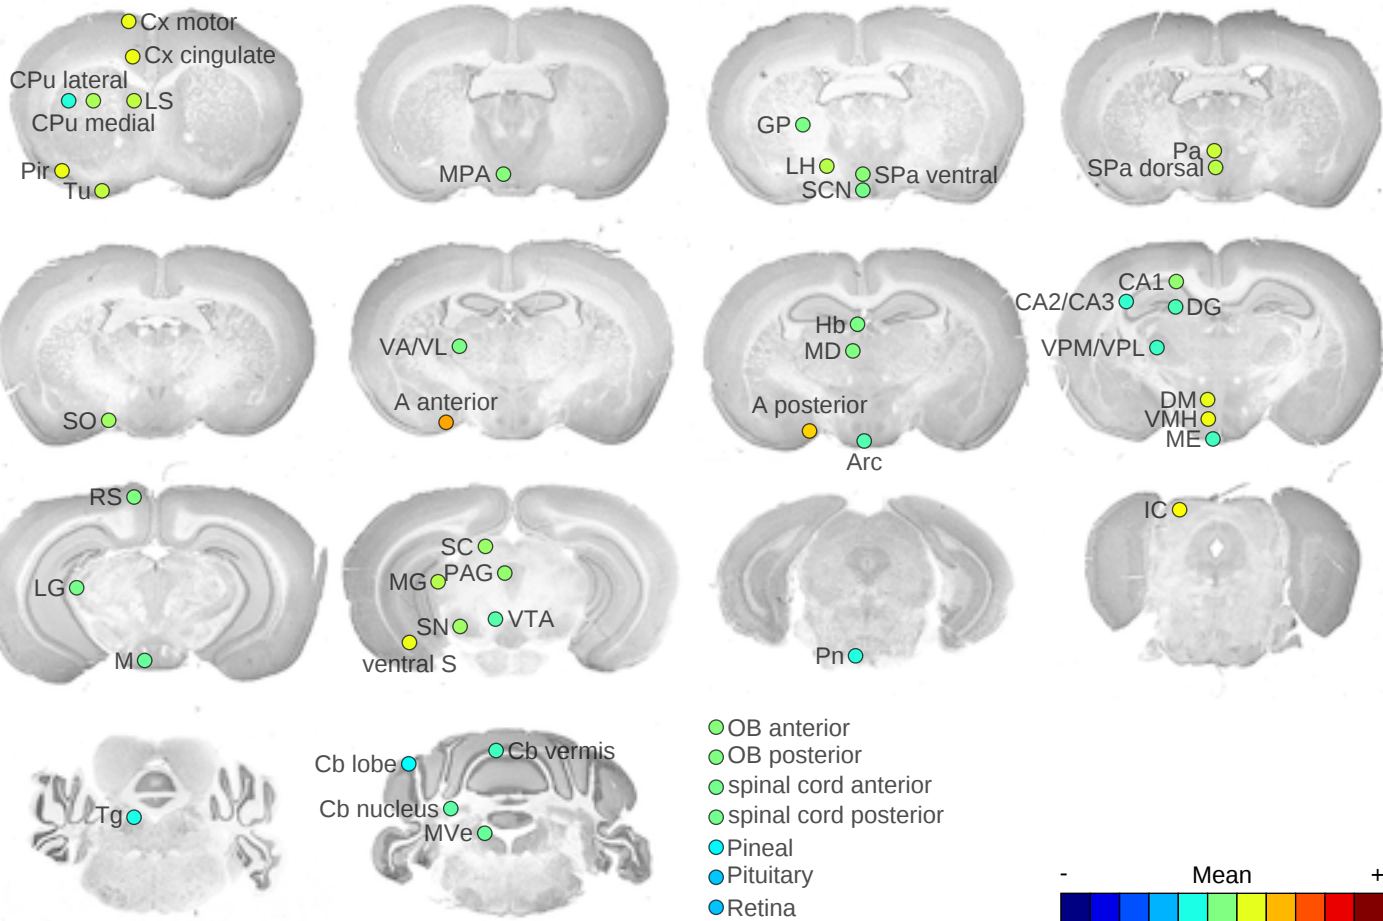 Cx motor
Cx cingulate
CPu lateral
LS
CPu medial
Pir
Tu
MPA
GP
LH
SPa ventral
SCN
Pa
SPa dorsal
SO
VA/VL
A anterior
Hb
MD
A posterior
Arc
CA1
CA2/CA3
DG
VPM/VPL
DM
VMH
ME
RS
LG
M
SC
PAG
MG
SN
VTA
ventral S
Pn
IC
Tg
Cb lobe
Cb vermis
Cb nucleus
MVe
OB anterior
OB posterior
spinal cord anterior
spinal cord posterior
Pineal
Pituitary
Retina
- Mean +